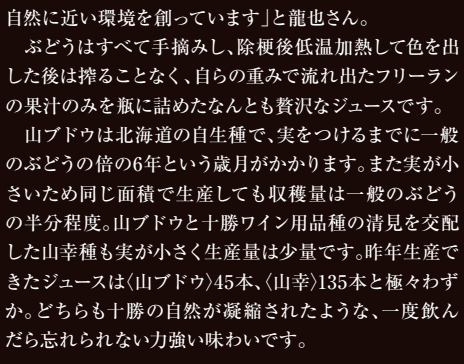 自然に近い環境を創っています」と龍也さん。
　ぶどうはすべて手摘みし、除梗後低温加熱して色を出
した後は搾ることなく、自らの重みで流れ出たフリーラン
の果汁のみを瓶に詰めたなんとも贅沢なジュースです。
　山ブドウは北海道の自生種で、実をつけるまでに一般
のぶどうの倍の6年という歳月がかかります。また実が小
さいため同じ面積で生産しても収穫量は一般のぶどう
の半分程度。山ブドウと十勝ワイン用品種の清見を交配
した山幸種も実が小さく生産量は少量です。昨年生産で
きたジュースは〈山ブドウ〉45本、〈山幸〉135本と極々わず
か。どちらも十勝の自然が凝縮されたような、一度飲ん
だら忘れられない力強い味わいです。